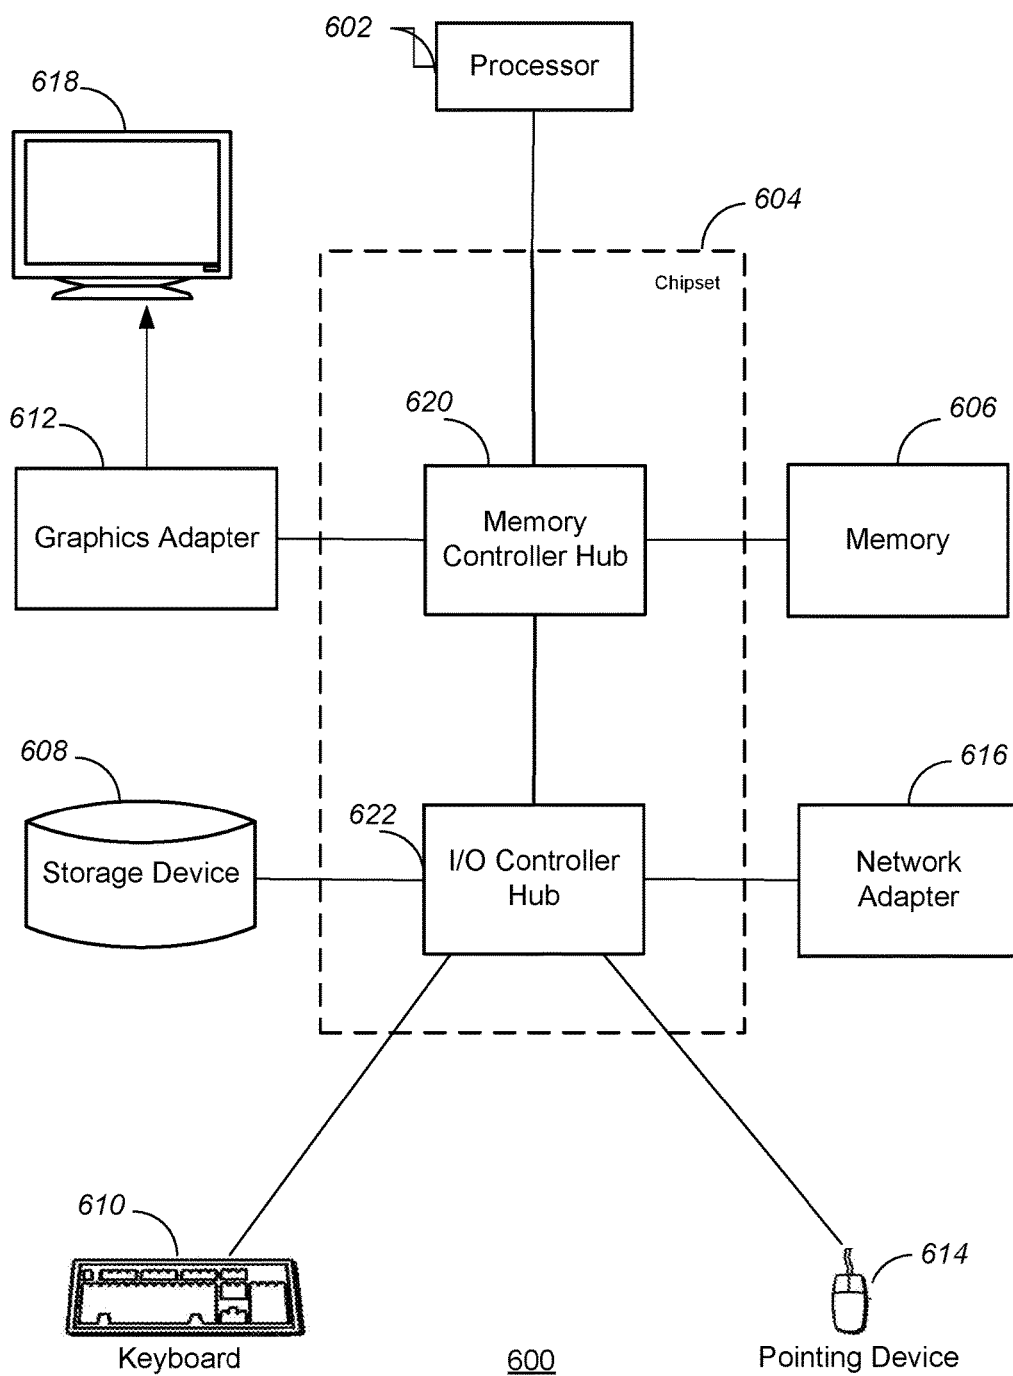 602
Processor
618
604
Chipset
620
612
606
Memory
Controller Hub
Graphics Adapter
Memory
608
616
622
I/O Controller
Hub
Storage Device
Network
Adapter
610
614
Keyboard
600
Pointing Device